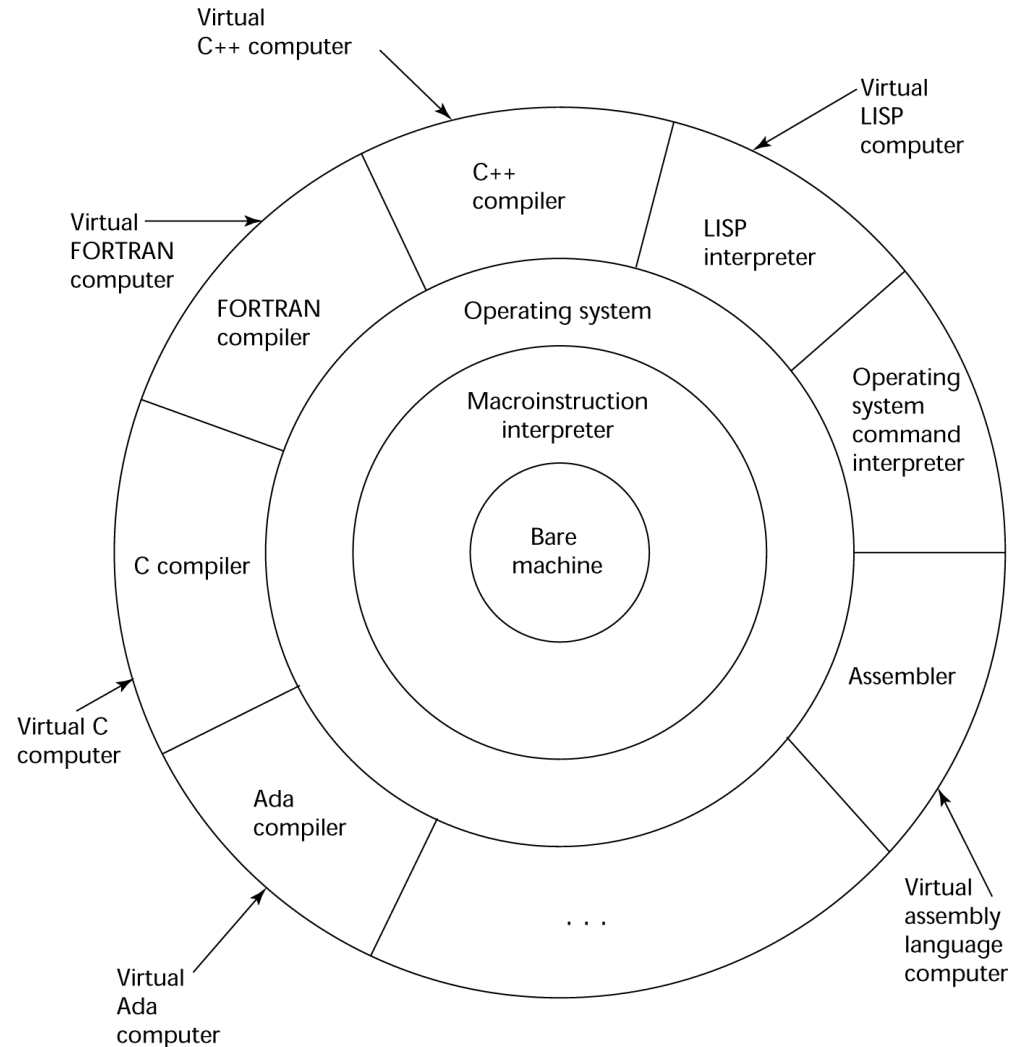 Virtual
C++ computer
Virtual
LISP
computer
C++
compiler
Virtual
FORTRAN
computer
LISP
interpreter
FORTRAN
compiler
Operating system
Operating
system
command
interpreter
Macroinstruction
interpreter
Bare
machine
C compiler
Assembler
Virtual C
computer
Ada
compiler
Virtual
assembly
language
computer
. . .
Virtual
Ada
computer